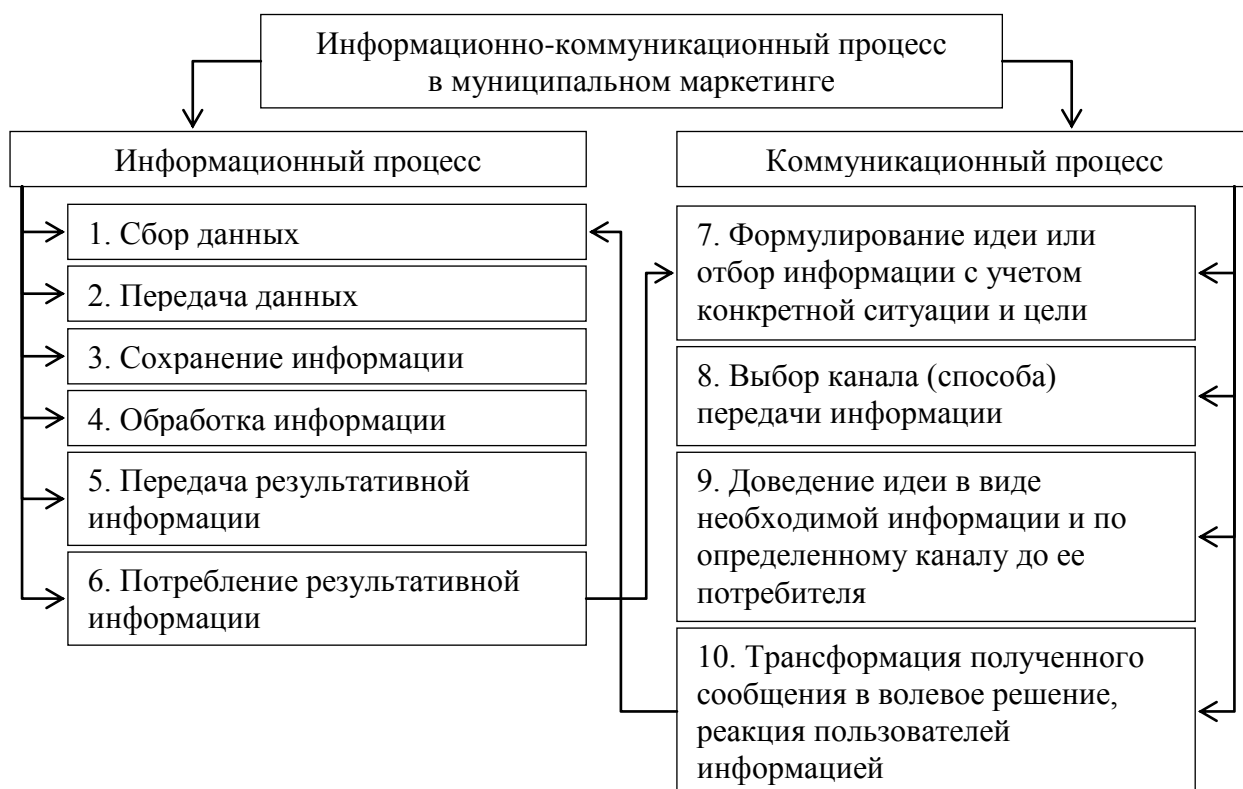 Информационно-коммуникационный процесс
в муниципальном маркетинге
Информационный процесс
1. Сбор данных
2. Передача данных
3. Сохранение информации
4. Обработка информации
5. Передача результативной
информации
6. Потребление результативной
информации
Коммуникационный процесс
7. Формулирование идеи или
отбор информации с учетом
конкретной ситуации и цели
8. Выбор канала (способа)
передачи информации
9. Доведение идеи в виде
необходимой информации и по
определенному каналу до ее
потребителя
10. Трансформация полученного
сообщения в волевое решение,
реакция пользователей
информацией